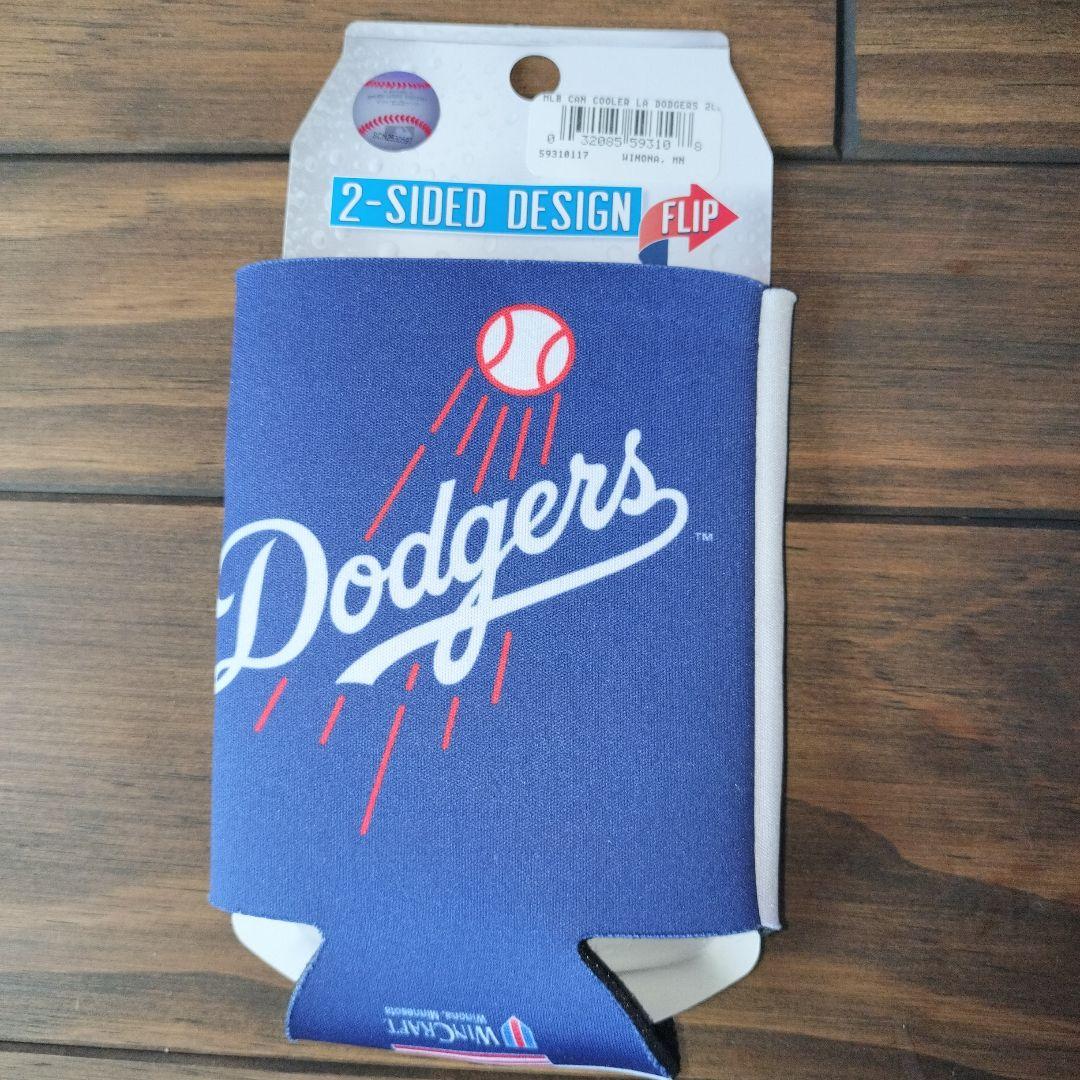 MLB CAN COOLER LA DODGERS
0 32085 59310 8
59310117 WINONA, MN
2-SIDED DESIGN
FLIP
Dodgers
TM
WINCRAFT
Winona, Minnesota